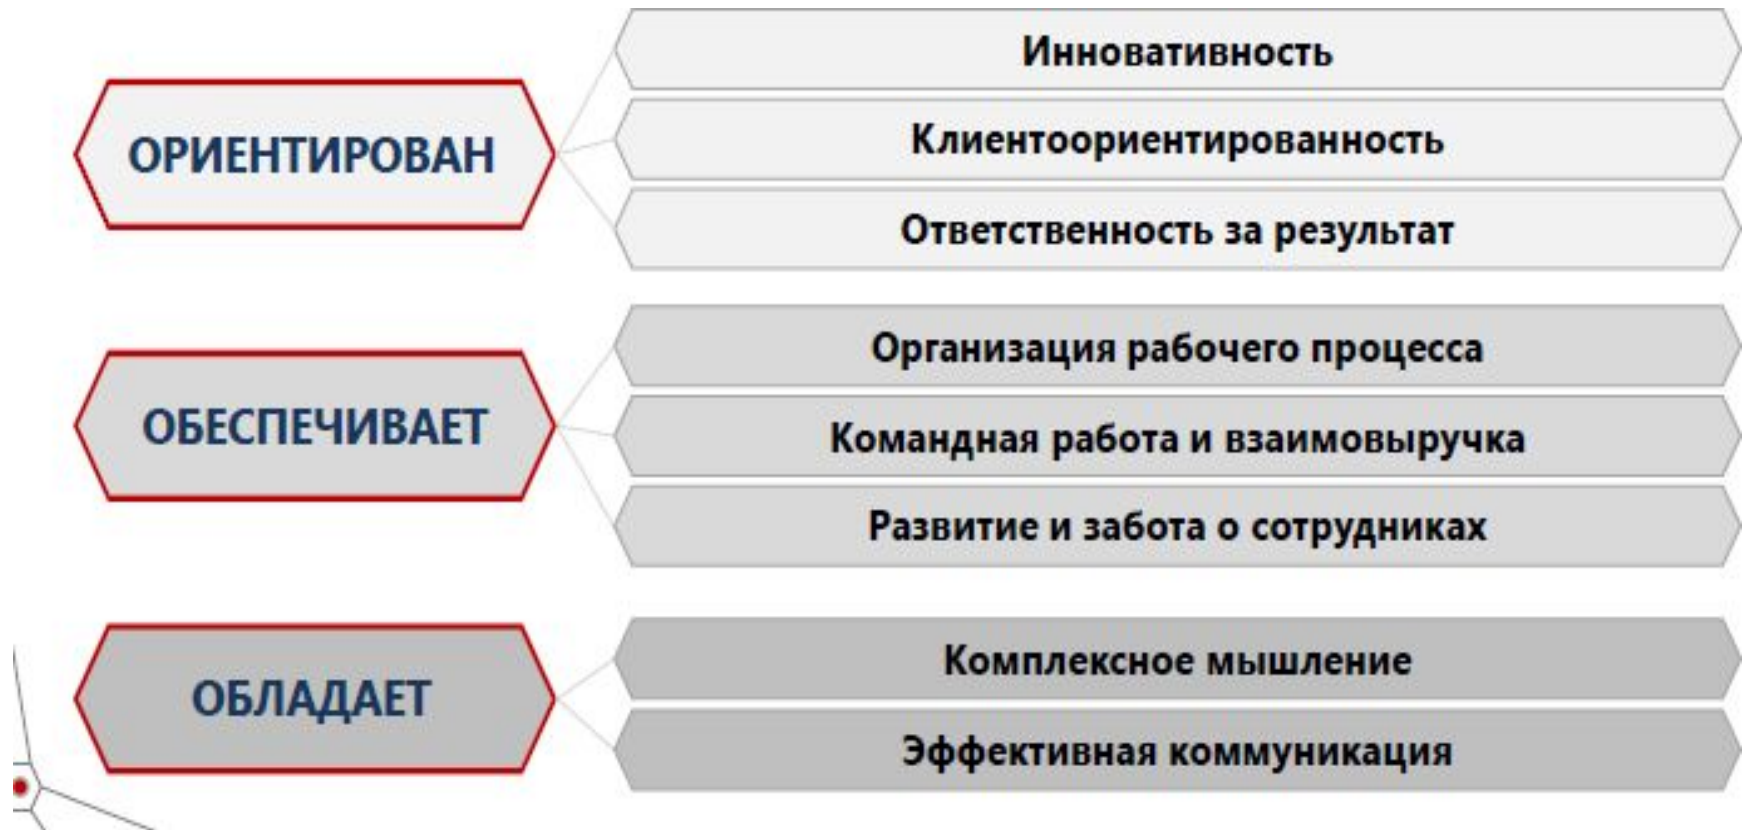 ОРИЕНТИРОВАН
Инновативность
Клиентоориентированность
Ответственность за результат
ОБЕСПЕЧИВАЕТ
Организация рабочего процесса
Командная работа и взаимовыручка
Развитие и забота о сотрудниках
ОБЛАДАЕТ
Комплексное мышление
Эффективная коммуникация